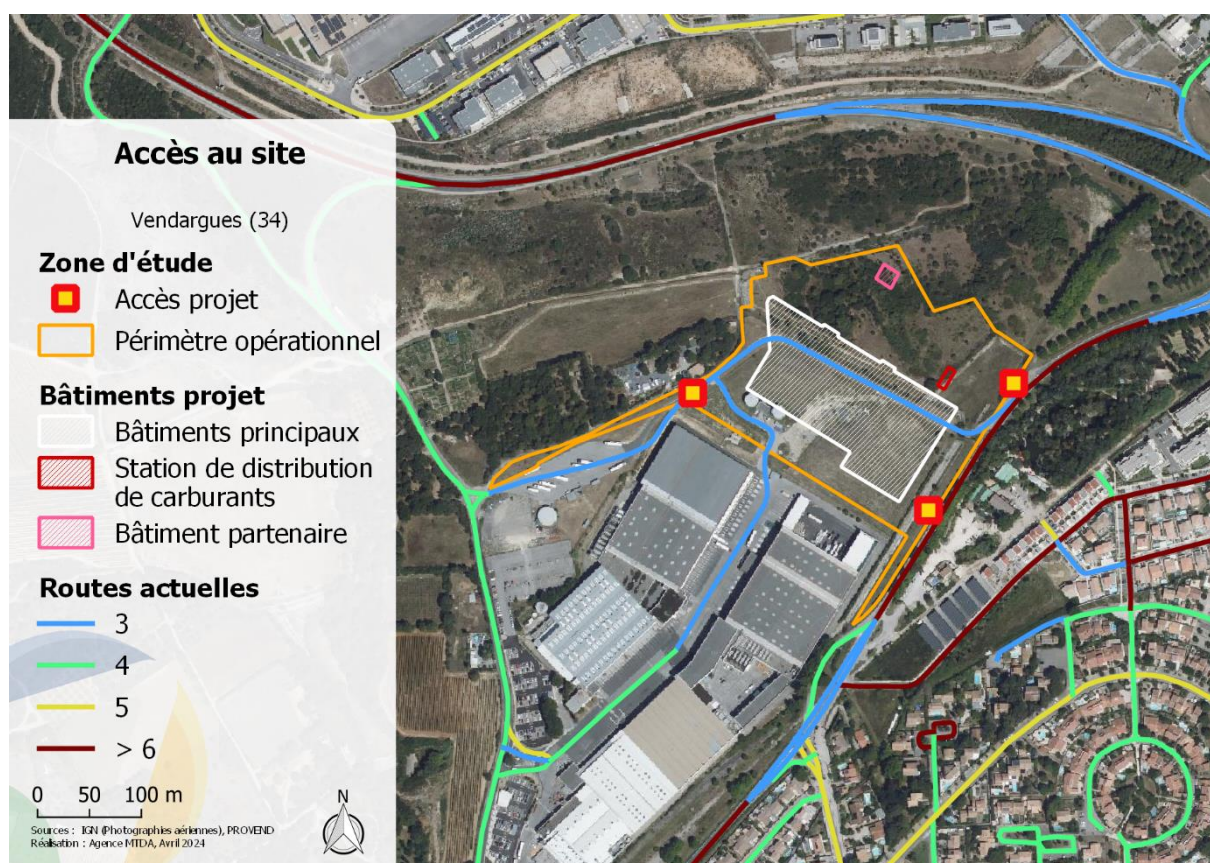 Accès au site
Vendargues (34)
Zone d'étude
Accès projet
Périmètre opérationnel
Bâtiments projet
Bâtiments principaux
Station de distribution
de carburants
Bâtiment partenaire
Routes actuelles
3
4
5
> 6
0 50 100 m
N
Sources : IGN (Photographies aériennes), PROVEND
Réalisation : Agence MTDA, Avril 2024